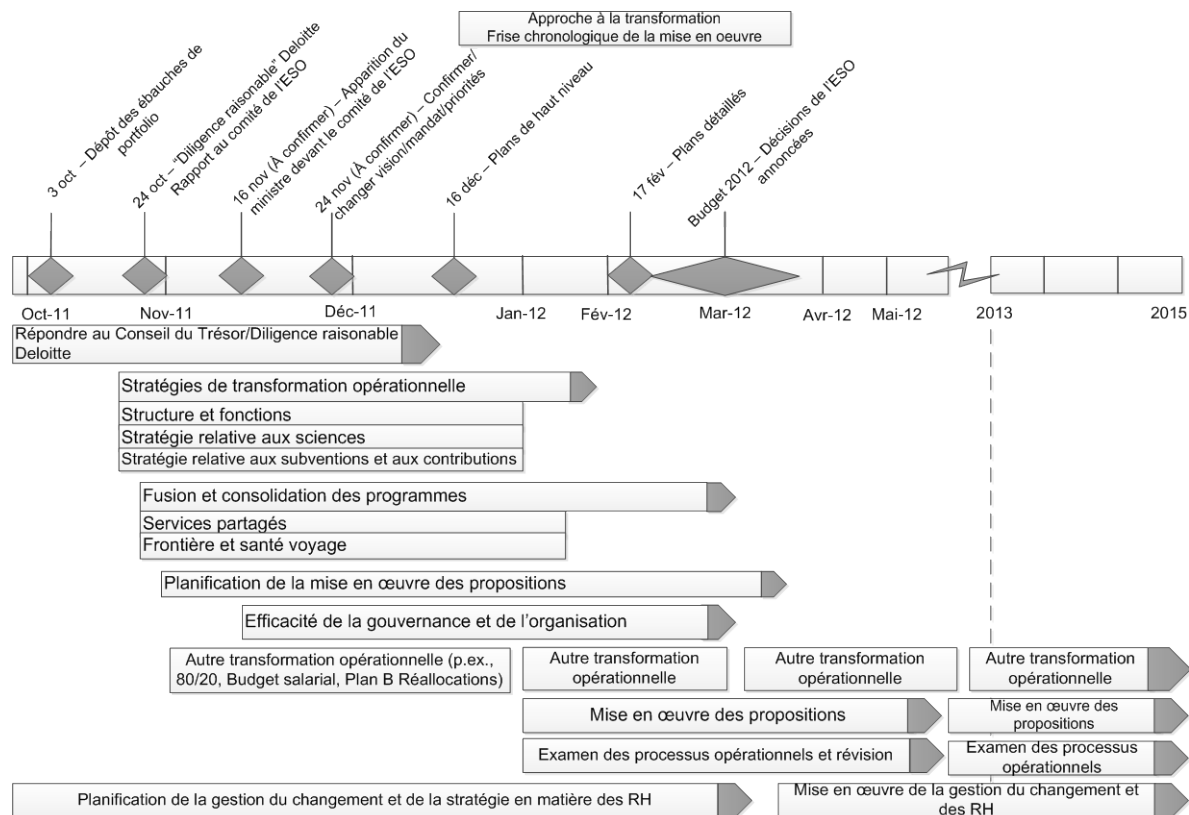 Approche à la transformation
Frise chronologique de la mise en oeuvre
3 oct – Dépôt des ébauches de
portfolio
24 oct – “Diligence raisonable” Deloitte
Rapport au comité de l’ESO
16 nov (À confirmer) – Apparition du
ministre devant le comité de l’ESO
24 nov (À confirmer) – Confirmer/
changer vision/mandat/priorités
16 déc – Plans de haut niveau
17 fév – Plans détaillés
Budget 2012 – Décisions de l’ESO
annoncées
Oct-11
Nov-11
Déc-11
Jan-12
Fév-12
Mar-12
Avr-12
Mai-12
2013
2015
Répondre au Conseil du Trésor/Diligence raisonable
Deloitte
Stratégies de transformation opérationnelle
Structure et fonctions
Stratégie relative aux sciences
Stratégie relative aux subventions et aux contributions
Fusion et consolidation des programmes
Services partagés
Frontière et santé voyage
Planification de la mise en œuvre des propositions
Efficacité de la gouvernance et de l’organisation
Autre transformation opérationnelle (p.ex.,
80/20, Budget salarial, Plan B Réallocations)
Autre transformation
opérationnelle
Autre transformation
opérationnelle
Autre transformation
opérationnelle
Mise en œuvre des propositions
Mise en œuvre des
propositions
Examen des processus opérationnels et révision
Examen des processus
opérationnels
Planification de la gestion du changement et de la stratégie en matière des RH
Mise en œuvre de la gestion du changement et
des RH